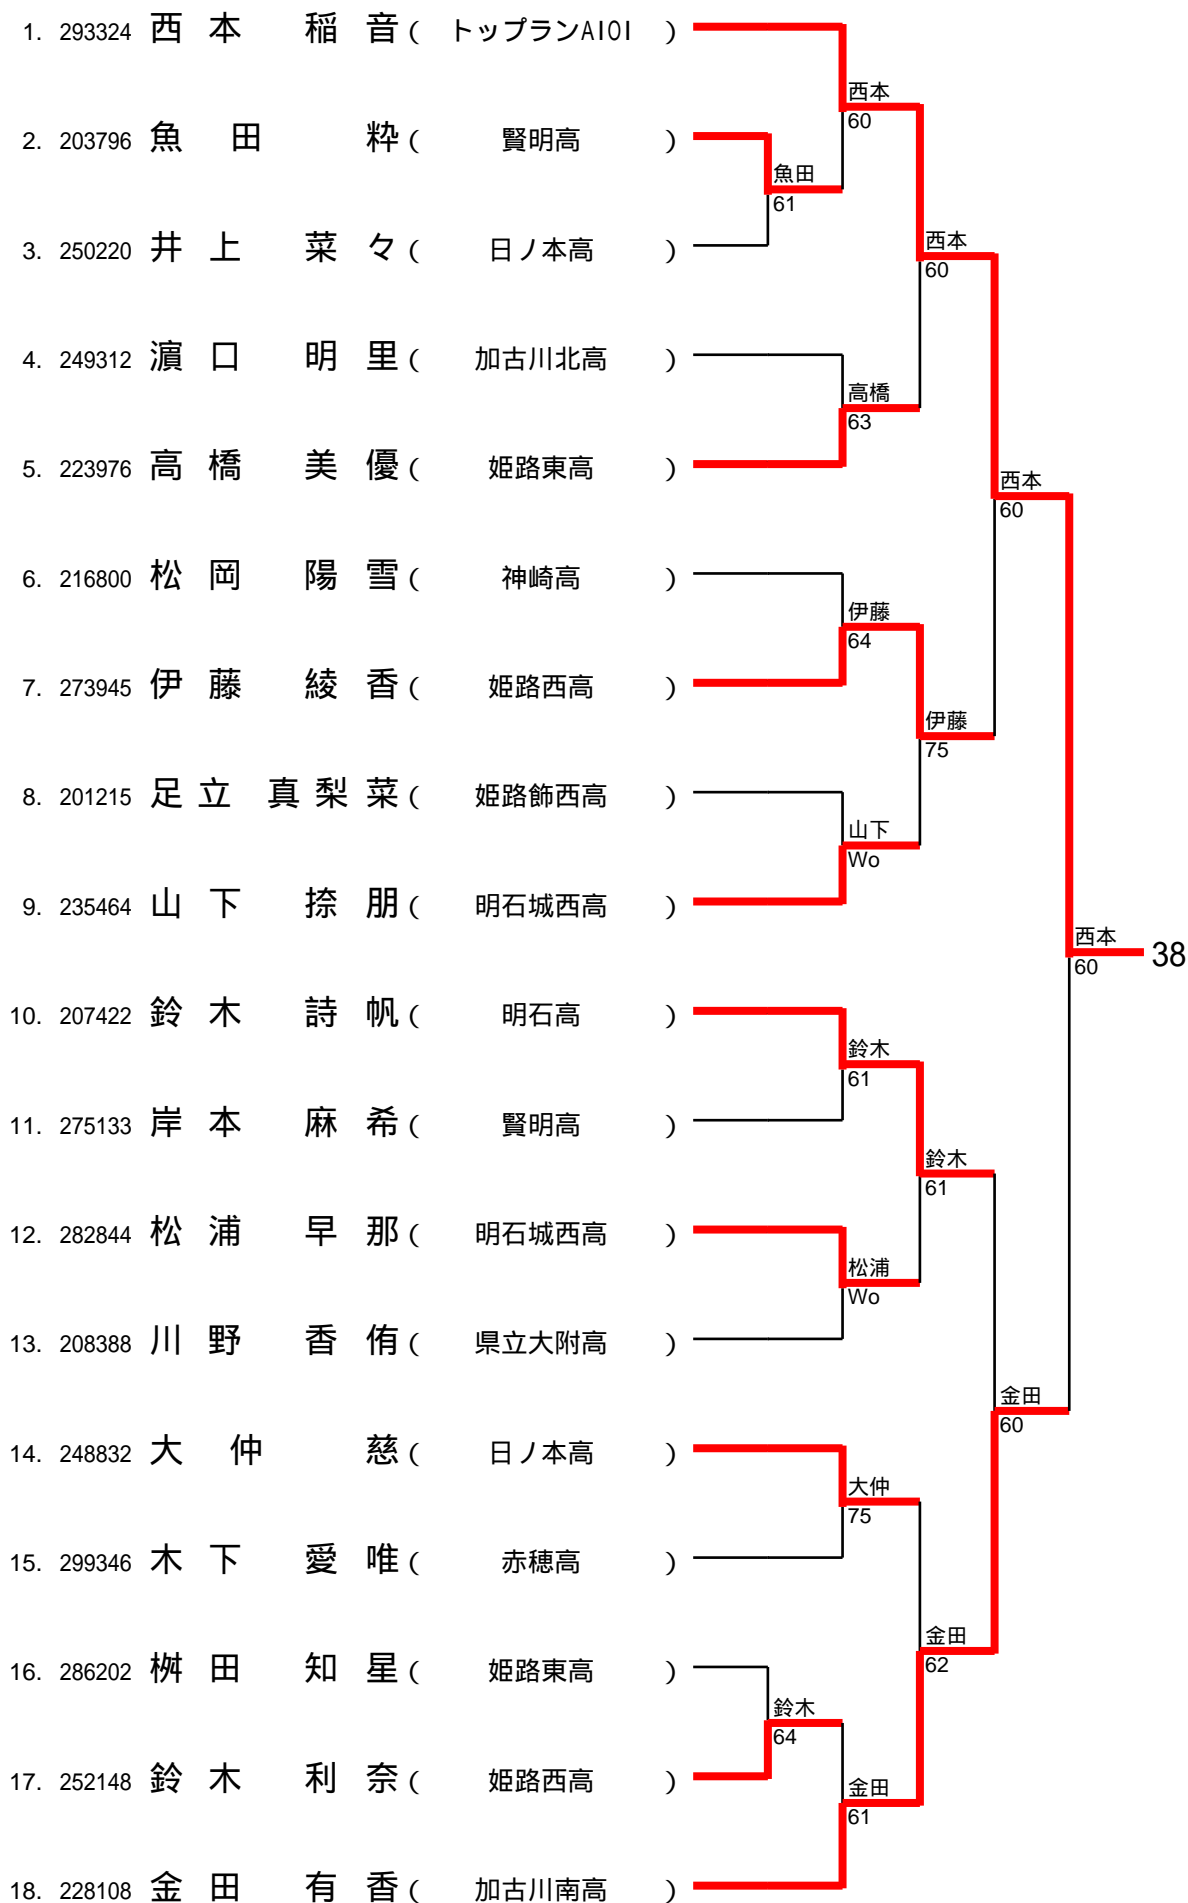 1. 293324 西本 稲音( トップランAIOI )
西本
60
2. 203796 魚田 粋( 賢明高 )
魚田
61
3. 250220 井上 菜々( 日ノ本高 )
西本
60
4. 249312 濵口 明里( 加古川北高 )
高橋
63
5. 223976 高橋 美優( 姫路東高 )
西本
60
6. 216800 松岡 陽雪( 神崎高 )
伊藤
64
7. 273945 伊藤 綾香( 姫路西高 )
伊藤
75
8. 201215 足立 真梨菜( 姫路飾西高 )
山下
Wo
9. 235464 山下 捺朋( 明石城西高 )
西本
60
38
10. 207422 鈴木 詩帆( 明石高 )
鈴木
61
11. 275133 岸本 麻希( 賢明高 )
鈴木
61
12. 282844 松浦 早那( 明石城西高 )
松浦
Wo
13. 208388 川野 香侑( 県立大附高 )
金田
60
14. 248832 大仲 慈( 日ノ本高 )
大仲
75
15. 299346 木下 愛唯( 赤穂高 )
金田
62
16. 286202 桝田 知星( 姫路東高 )
鈴木
64
17. 252148 鈴木 利奈( 姫路西高 )
金田
61
18. 228108 金田 有香( 加古川南高 )